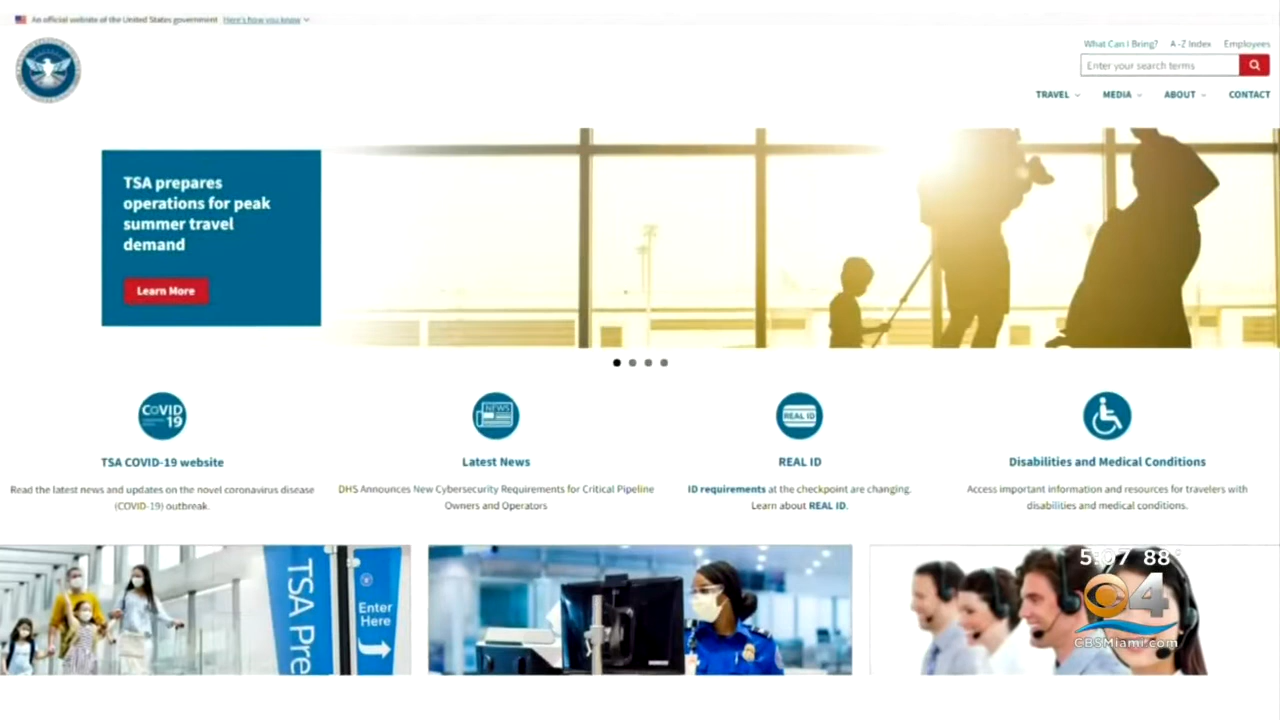 An official website of the United States government Here's how you know
What Can I Bring? A -Z Index Employees
Enter your search terms
TRAVEL MEDIA ABOUT CONTACT
TSA prepares
operations for peak
summer travel
demand
Learn More
COVID
19
NEWS
REAL ID
TSA COVID-19 website
Latest News
REAL ID
Disabilities and Medical Conditions
Read the latest news and updates on the novel coronavirus disease
(COVID-19) outbreak.
DHS Announces New Cybersecurity Requirements for Critical Pipeline
Owners and Operators
ID requirements at the checkpoint are changing.
Learn about REAL ID.
Access important information and resources for travelers with
disabilities and medical conditions.
TSA Pre
Enter
Here
5:07 88°
4
CBSMiami.com